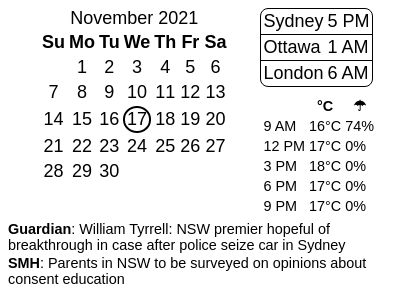 November 2021
Su Mo Tu We Th Fr Sa
1 2 3 4 5 6
7 8 9 10 11 12 13
14 15 16 17 18 19 20
21 22 23 24 25 26 27
28 29 30
Sydney 5 PM
Ottawa 1 AM
London 6 AM
°C ☂
9 AM 16°C 74%
12 PM 17°C 0%
3 PM 18°C 0%
6 PM 17°C 0%
9 PM 17°C 0%
Guardian: William Tyrrell: NSW premier hopeful of
breakthrough in case after police seize car in Sydney
SMH: Parents in NSW to be surveyed on opinions about
consent education